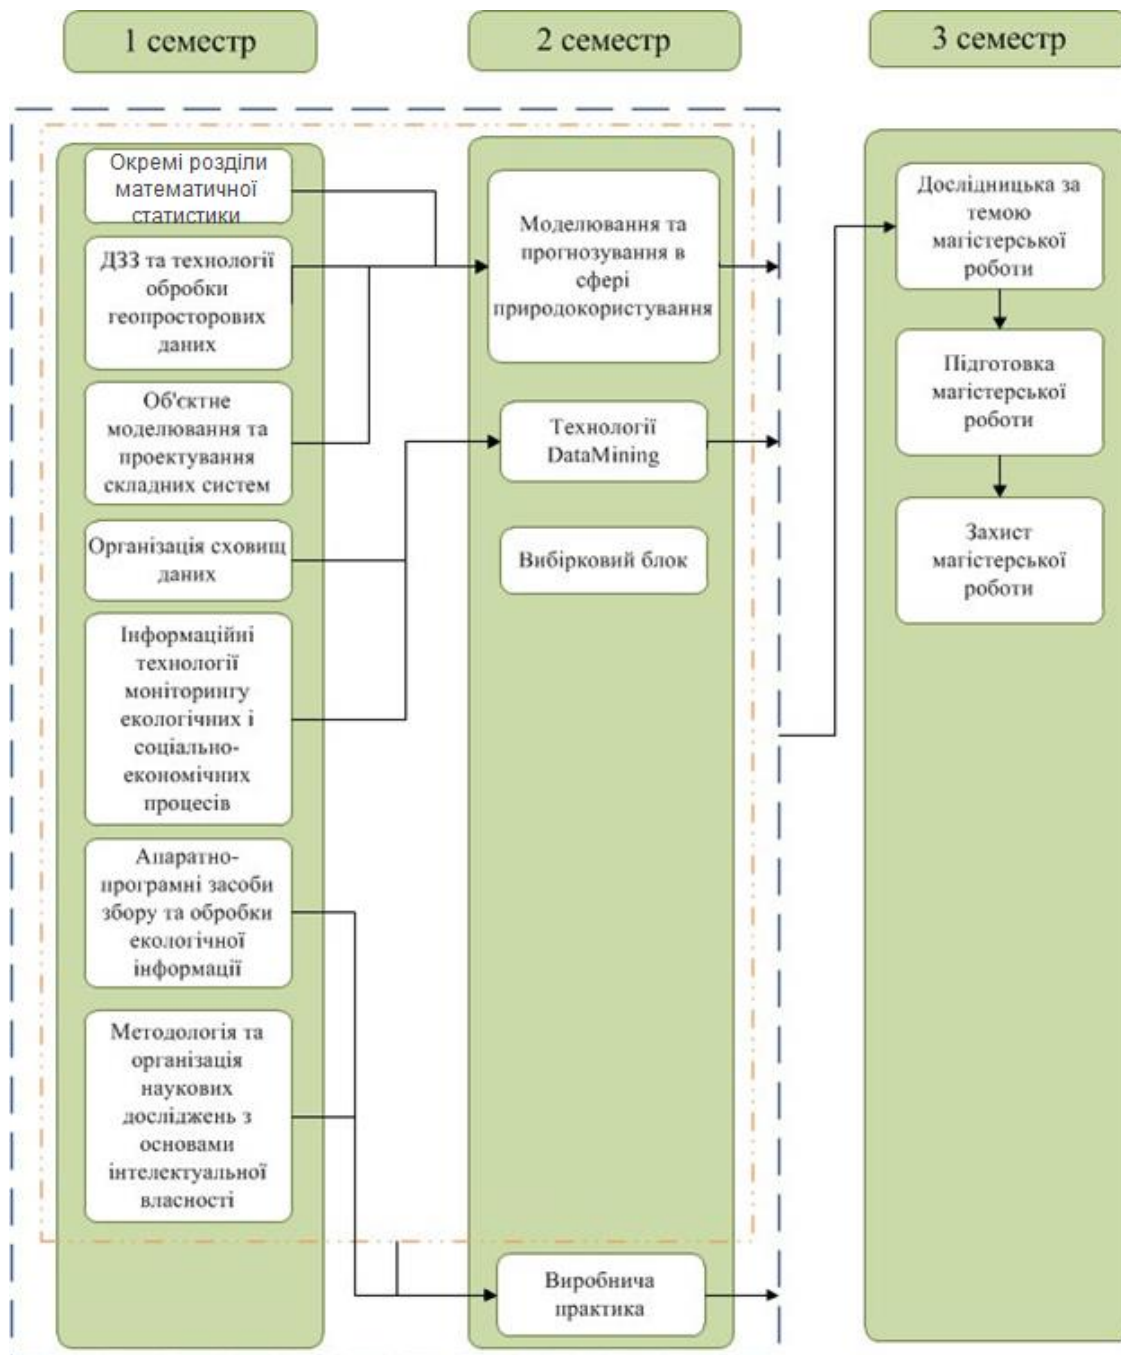 1 семестр
2 семестр
3 семестр
Окремі розділи
математичної
статистики
ДЗЗ та технології
обробки
геопросторових
даних
Об'єктне
моделювання та
проектування
складних систем
Організація сховищ
даних
Інформаційні
технології
моніторингу
екологічних і
соціально-
економічних
процесів
Апаратно-
програмні засоби
збору та обробки
екологічної
інформації
Методологія та
організація
наукових
досліджень з
основами
інтелектуальної
власності
Моделювання та
прогнозування в
сфері
природокористування
Технології
DataMining
Вибірковий блок
Виробнича
практика
Дослідницька за
темою
магістерської
роботи
Підготовка
магістерської
роботи
Захист
магістерської
роботи